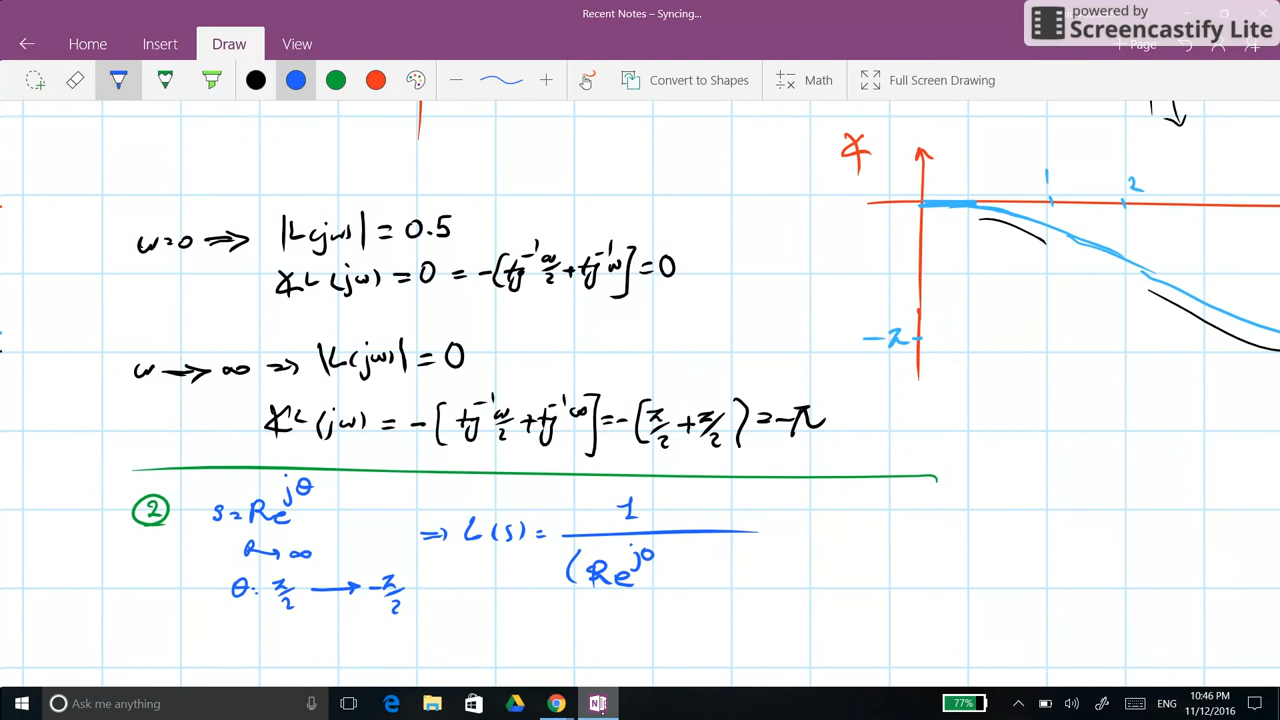 Recent Notes – Syncing...
powered by
Screencastify Lite
Home Insert Draw View
Page
Convert to Shapes Math Full Screen Drawing
∡
1 2
-π
ω=0 ⇒ |L(jω)| = 0.5
∡L(jω) = 0 = -[tg⁻¹ ω/2 + tg⁻¹ω] = 0
ω → ∞ ⇒ |L(jω)| = 0
∡L(jω) = -[tg⁻¹ ω/2 + tg⁻¹ω] = -(π/2 + π/2) = -π
② s = Re^jθ ⇒ L(s) = 1 / (Re^jθ
R → ∞
θ: π/2 → -π/2
Ask me anything
77%
ENG
10:46 PM
11/12/2016